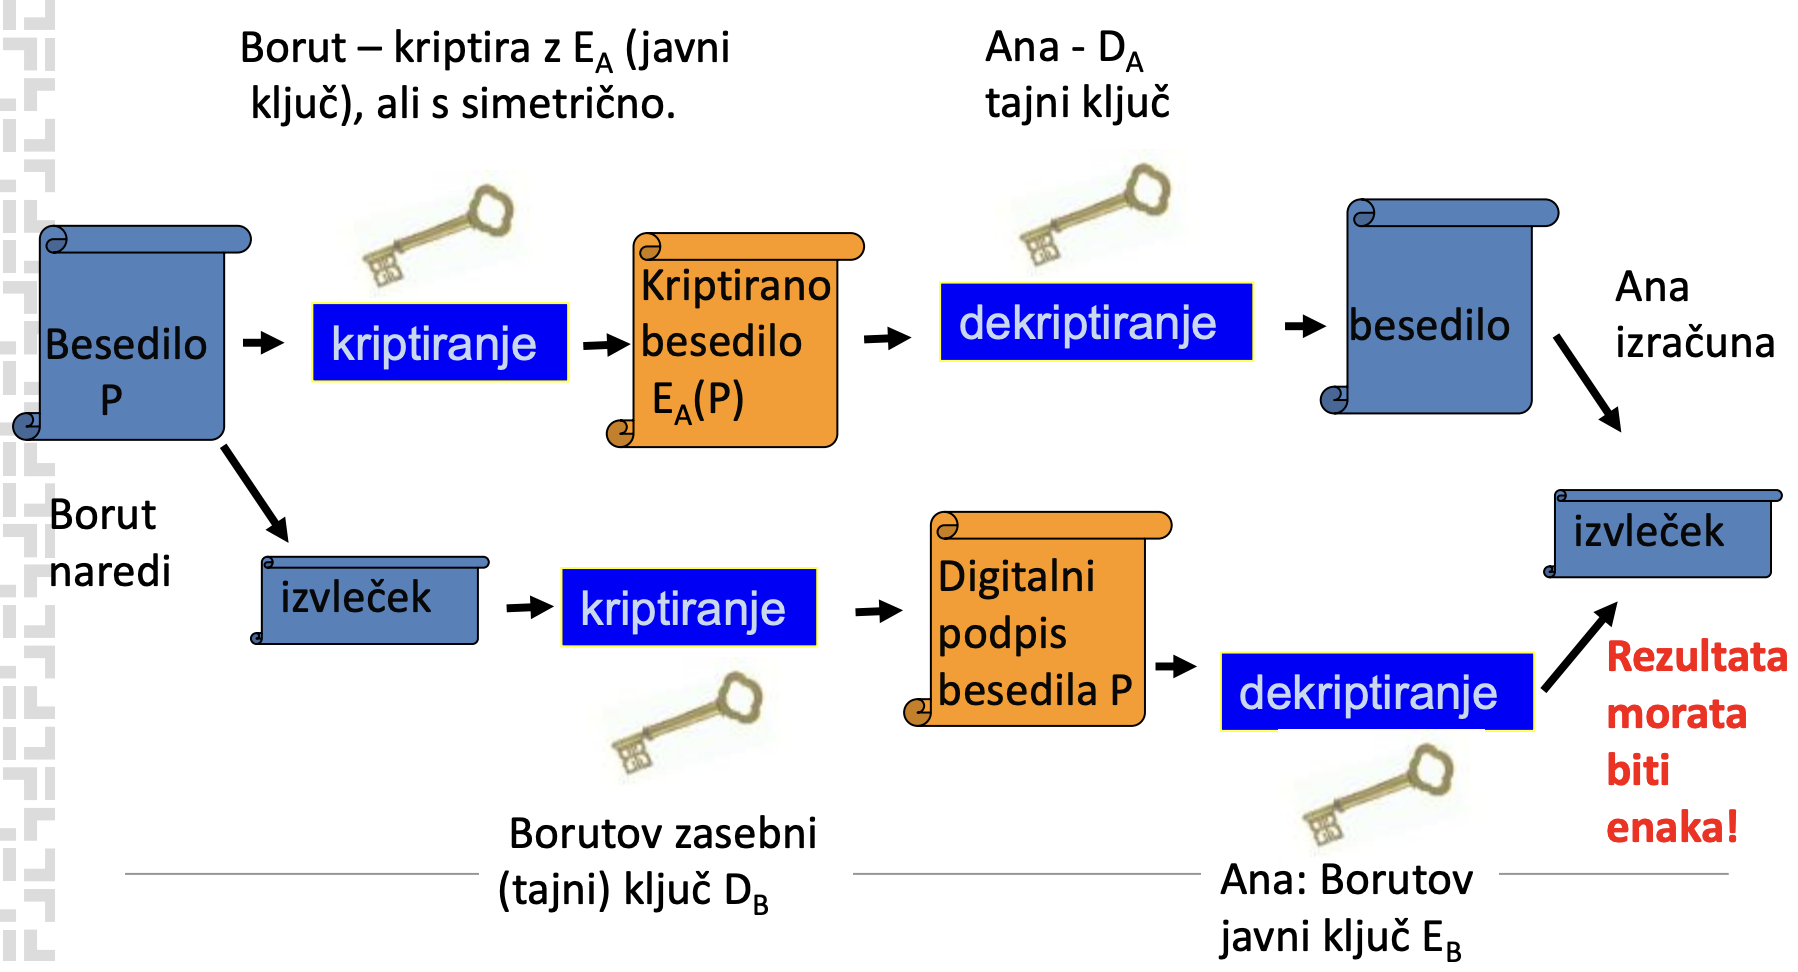 Borut – kriptira z E_A (javni
ključ), ali s simetrično.
Ana - D_A
tajni ključ
Besedilo
P
kriptiranje
Kriptirano
besedilo
E_A(P)
dekriptiranje
besedilo
Ana
izračuna
Borut
naredi
izvleček
kriptiranje
Digitalni
podpis
besedila P
dekriptiranje
izvleček
Rezultata
morata
biti
enaka!
Borutov zasebni
(tajni) ključ D_B
Ana: Borutov
javni ključ E_B